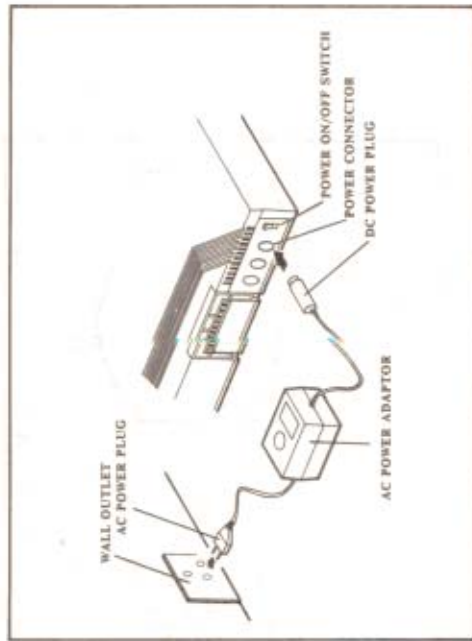 WALL OUTLET
AC POWER PLUG
AC POWER ADAPTOR
POWER ON/OFF SWITCH
POWER CONNECTOR
DC POWER PLUG